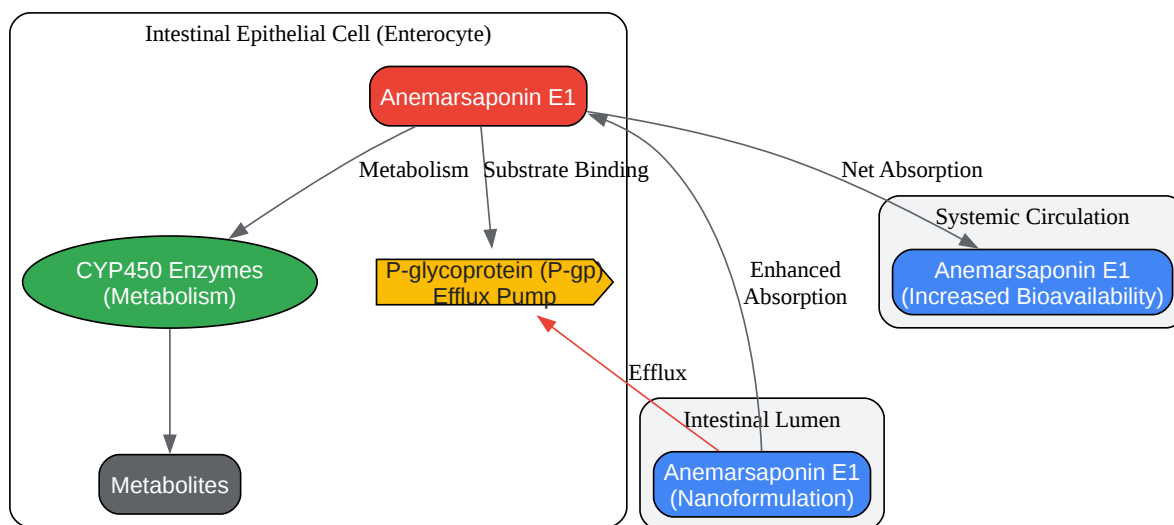 Intestinal Epithelial Cell (Enterocyte)
Anemarsaponin E1
Metabolism
Substrate Binding
Net Absorption
Systemic Circulation
CYP450 Enzymes
(Metabolism)
P-glycoprotein (P-gp)
Efflux Pump
Enhanced
Absorption
Anemarsaponin E1
(Increased Bioavailability)
Efflux
Intestinal Lumen
Metabolites
Anemarsaponin E1
(Nanoformulation)